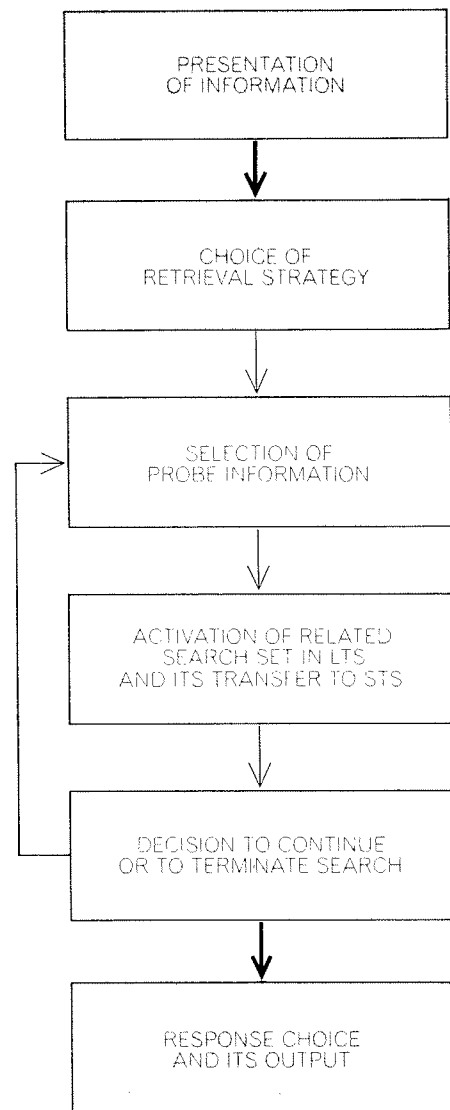 PRESENTATION
OF INFORMATION
CHOICE OF
RETRIEVAL STRATEGY
SELECTION OF
PROBE INFORMATION
ACTIVATION OF RELATED
SEARCH SET IN LTS
AND ITS TRANSFER TO STS
DECISION TO CONTINUE
OR TO TERMINATE SEARCH
RESPONSE CHOICE
AND ITS OUTPUT